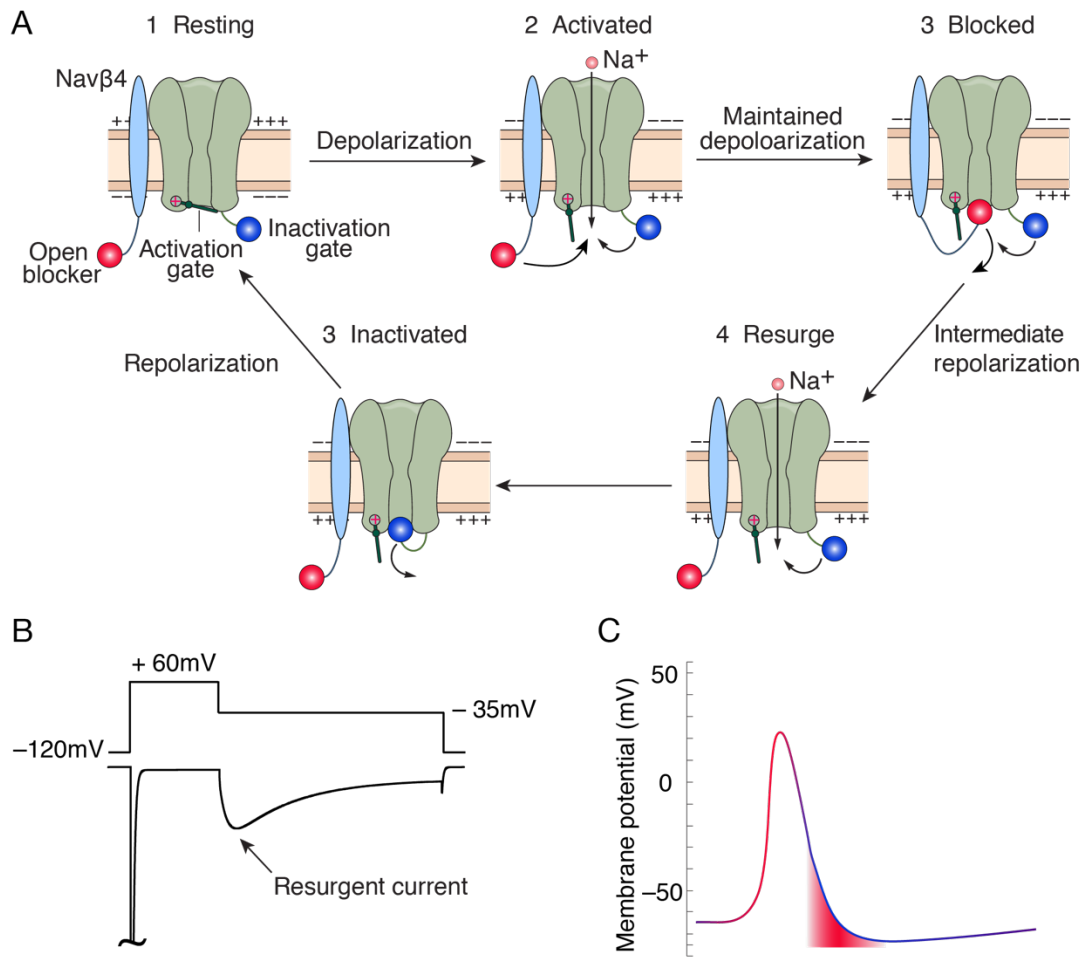 A
1 Resting
2 Activated
3 Blocked
Navβ4
Na+
+++
+++
–––
–––
–––
–––
Depolarization
Maintained
depoloarization
–––
–––
+++
+++
+++
+++
Open
blocker
Activation
gate
Inactivation
gate
+
+
+
3 Inactivated
4 Resurge
Repolarization
Intermediate
repolarization
Na+
–––
–––
–––
–––
+++
+++
+++
+++
+
+
B
+ 60mV
– 35mV
–120mV
Resurgent current
C
Membrane potential (mV)
50
0
–50